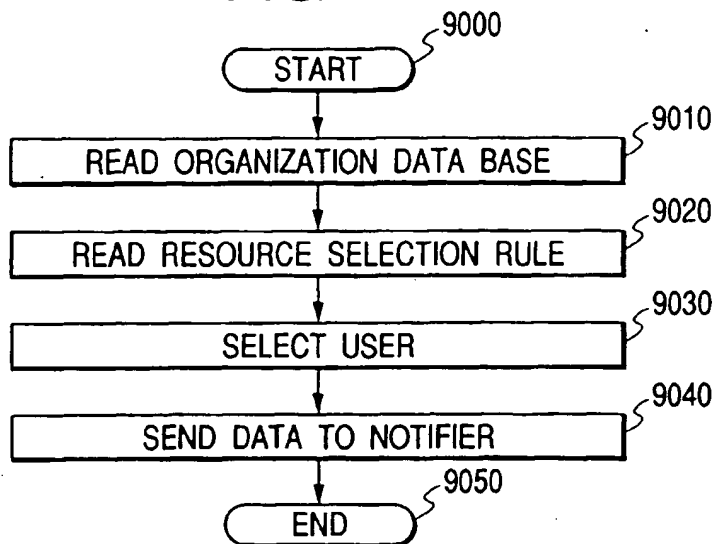 9000
START
9010
READ ORGANIZATION DATA BASE
9020
READ RESOURCE SELECTION RULE
9030
SELECT USER
9040
SEND DATA TO NOTIFIER
9050
END